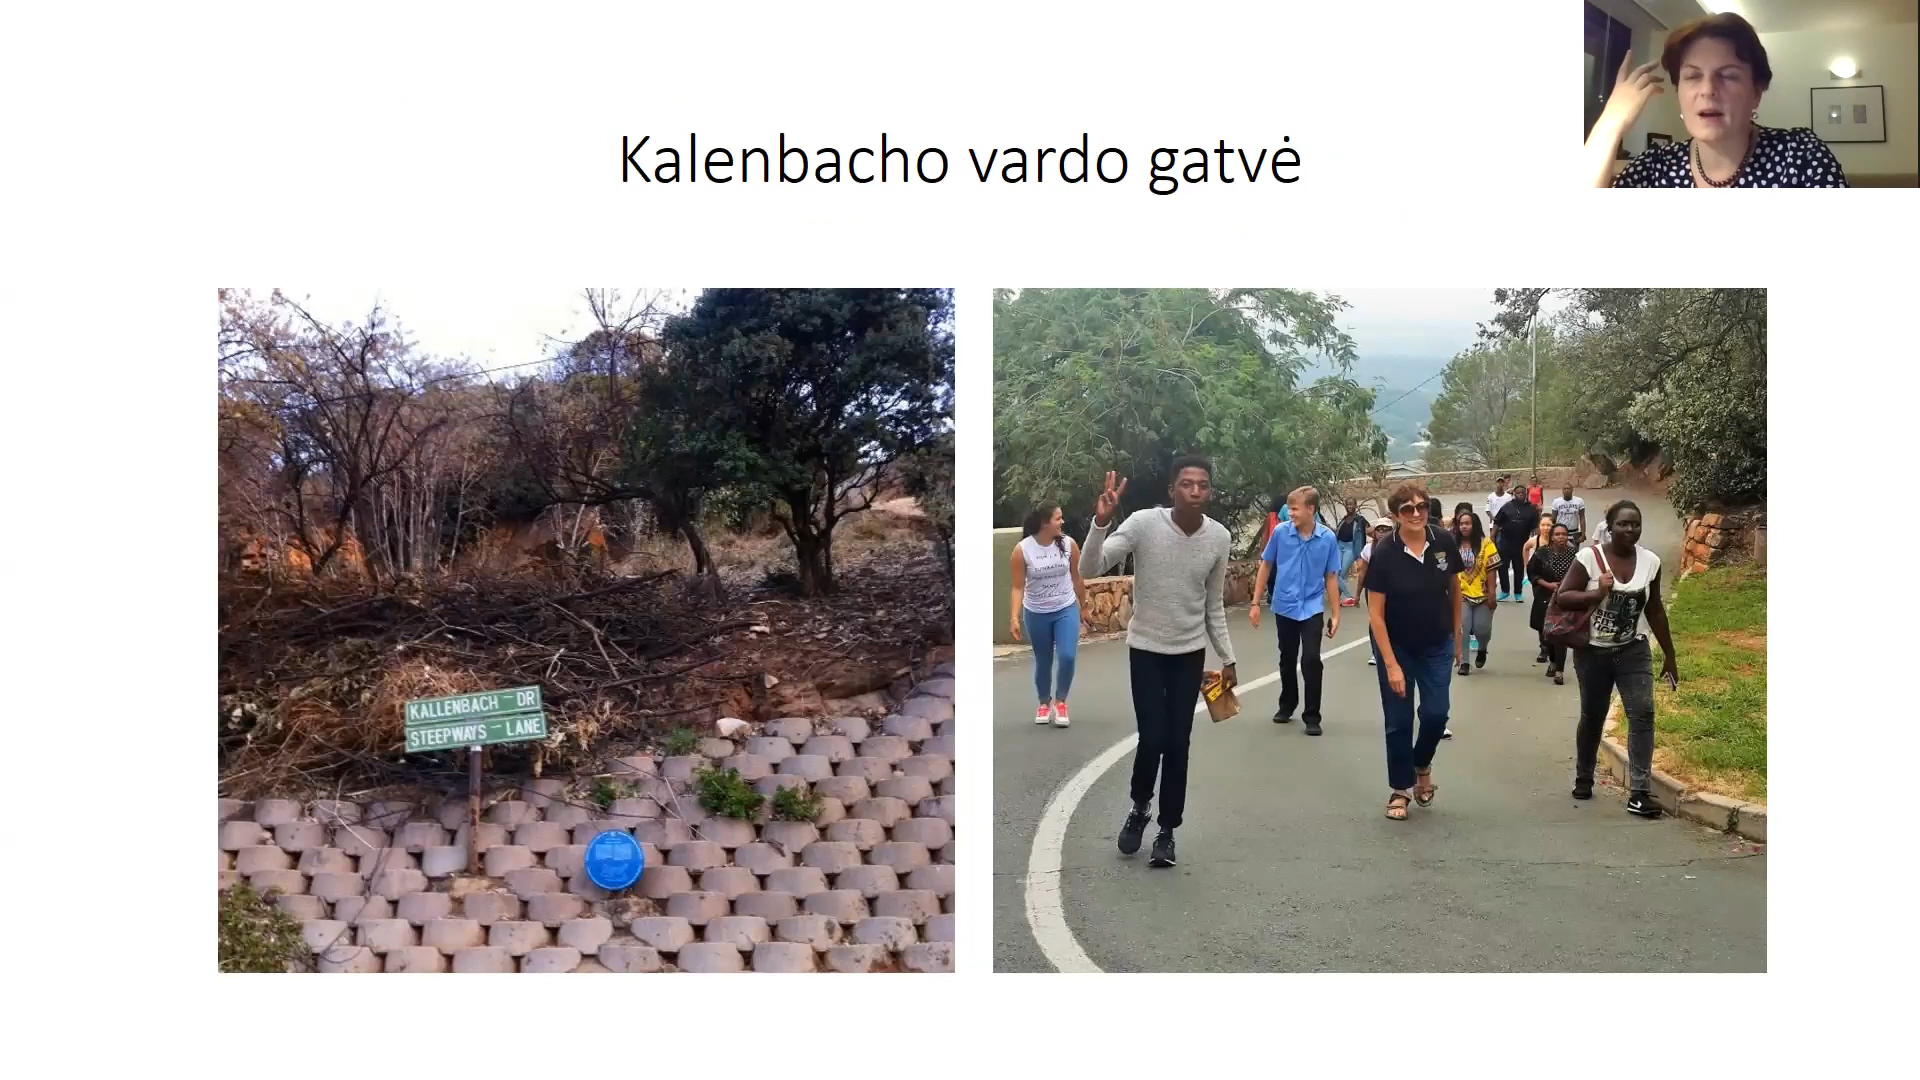 Kalenbacho vardo gatvė
KALLENBACH - DR
STEEPWAYS - LANE